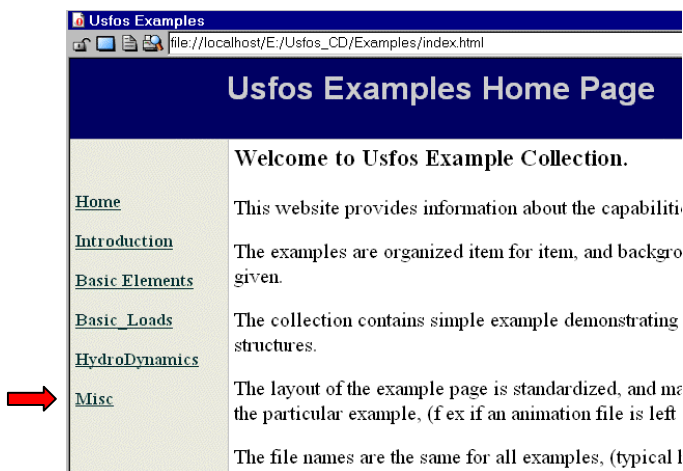 Usfos Examples
file://localhost/E:/Usfos_CD/Examples/index.html
Usfos Examples Home Page
Welcome to Usfos Example Collection.
Home
This website provides information about the
Introduction
The examples are organized item for item, and
given.
Basic Elements
Basic_Loads
The collection contains simple example demonstrating
structures.
HydroDynamics
Misc
The layout of the example page is standardized, and
the particular example, (f ex if an animation file is left
The file names are the same for all examples, (typical